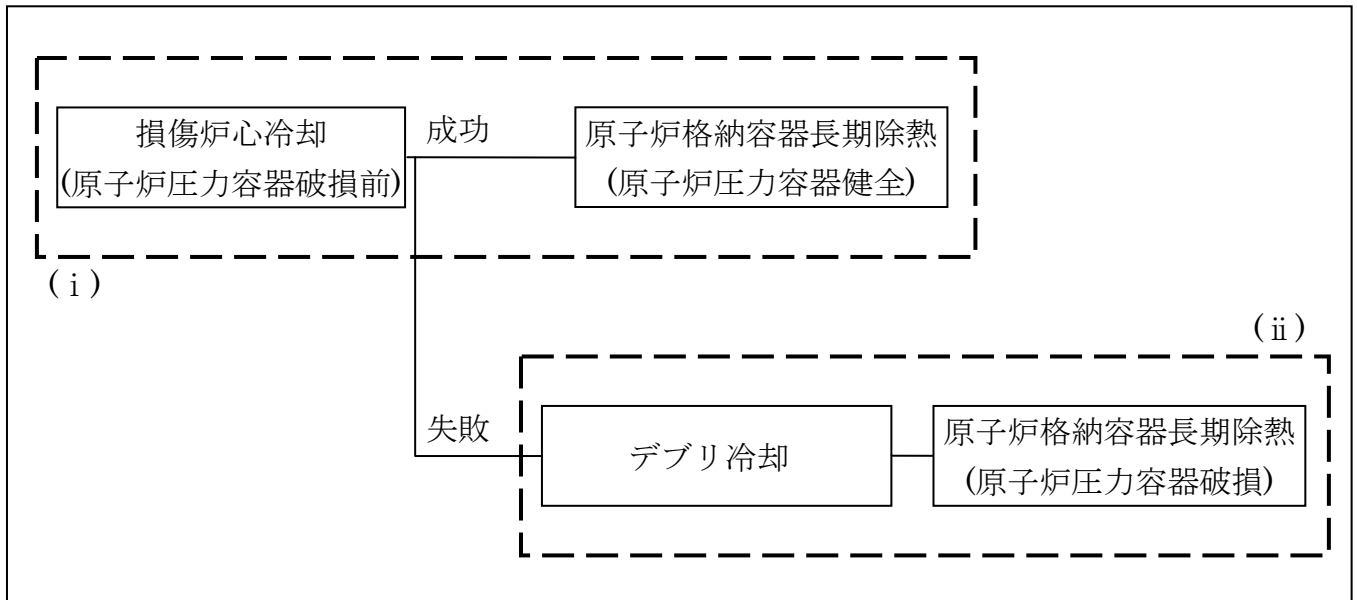 損傷炉心冷却
(原子炉圧力容器破損前)
成功
原子炉格納容器長期除熱
(原子炉圧力容器健全)
(ⅰ)
(ⅱ)
失敗
デブリ冷却
原子炉格納容器長期除熱
(原子炉圧力容器破損)